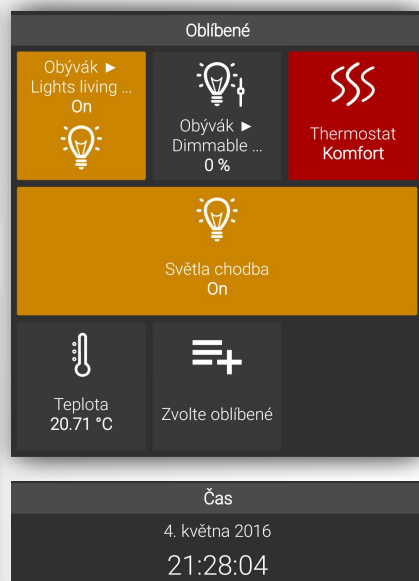 Oblíbené
Obývák ►
Lights living ...
On
Obývák ►
Dimmable ...
0 %
Thermostat
Komfort
Světla chodba
On
Teplota
20.71 °C
Zvolte oblíbené
Čas
4. května 2016
21:28:04